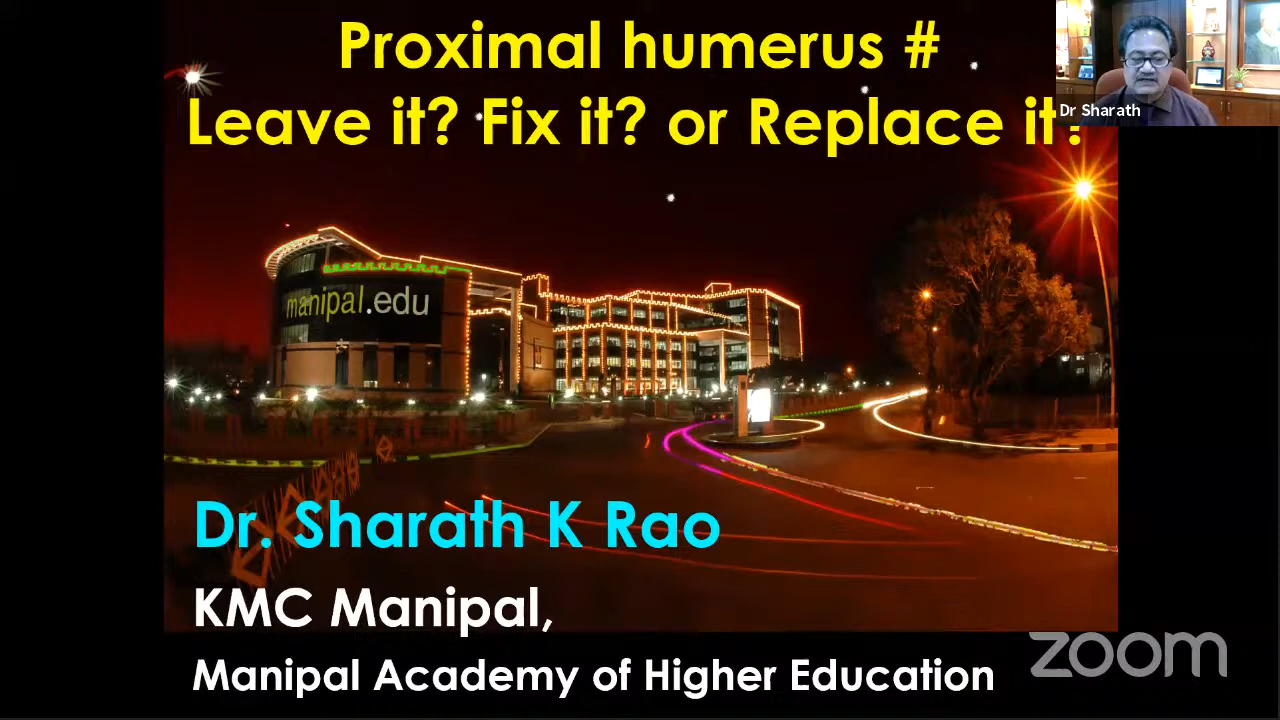 Proximal humerus #
Leave it? Fix it? or Replace it?
Dr Sharath
manipal.edu
Dr. Sharath K Rao
KMC Manipal,
Manipal Academy of Higher Education
zoom